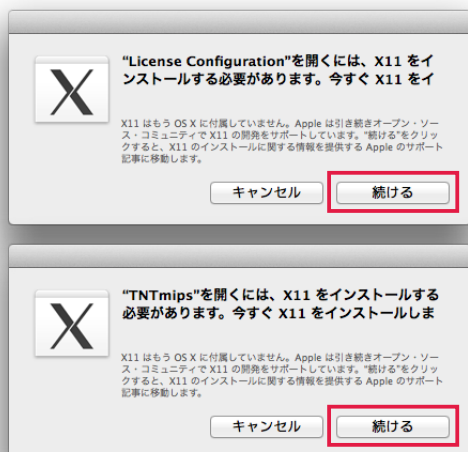 “License Configuration”を開くには、X11 をイ
ンストールする必要があります。今すぐ X11 をイ
X11 はもう OS X に付属していません。Apple は引き続きオープン・ソー
ス・コミュニティで X11 の開発をサポートしています。“続ける”をクリッ
クすると、X11 のインストールに関する情報を提供する Apple のサポート
記事に移動します。
キャンセル 続ける
“TNTmips”を開くには、X11 をインストールする
必要があります。今すぐ X11 をインストールしま
X11 はもう OS X に付属していません。Apple は引き続きオープン・ソー
ス・コミュニティで X11 の開発をサポートしています。“続ける”をクリッ
クすると、X11 のインストールに関する情報を提供する Apple のサポート
記事に移動します。
キャンセル 続ける